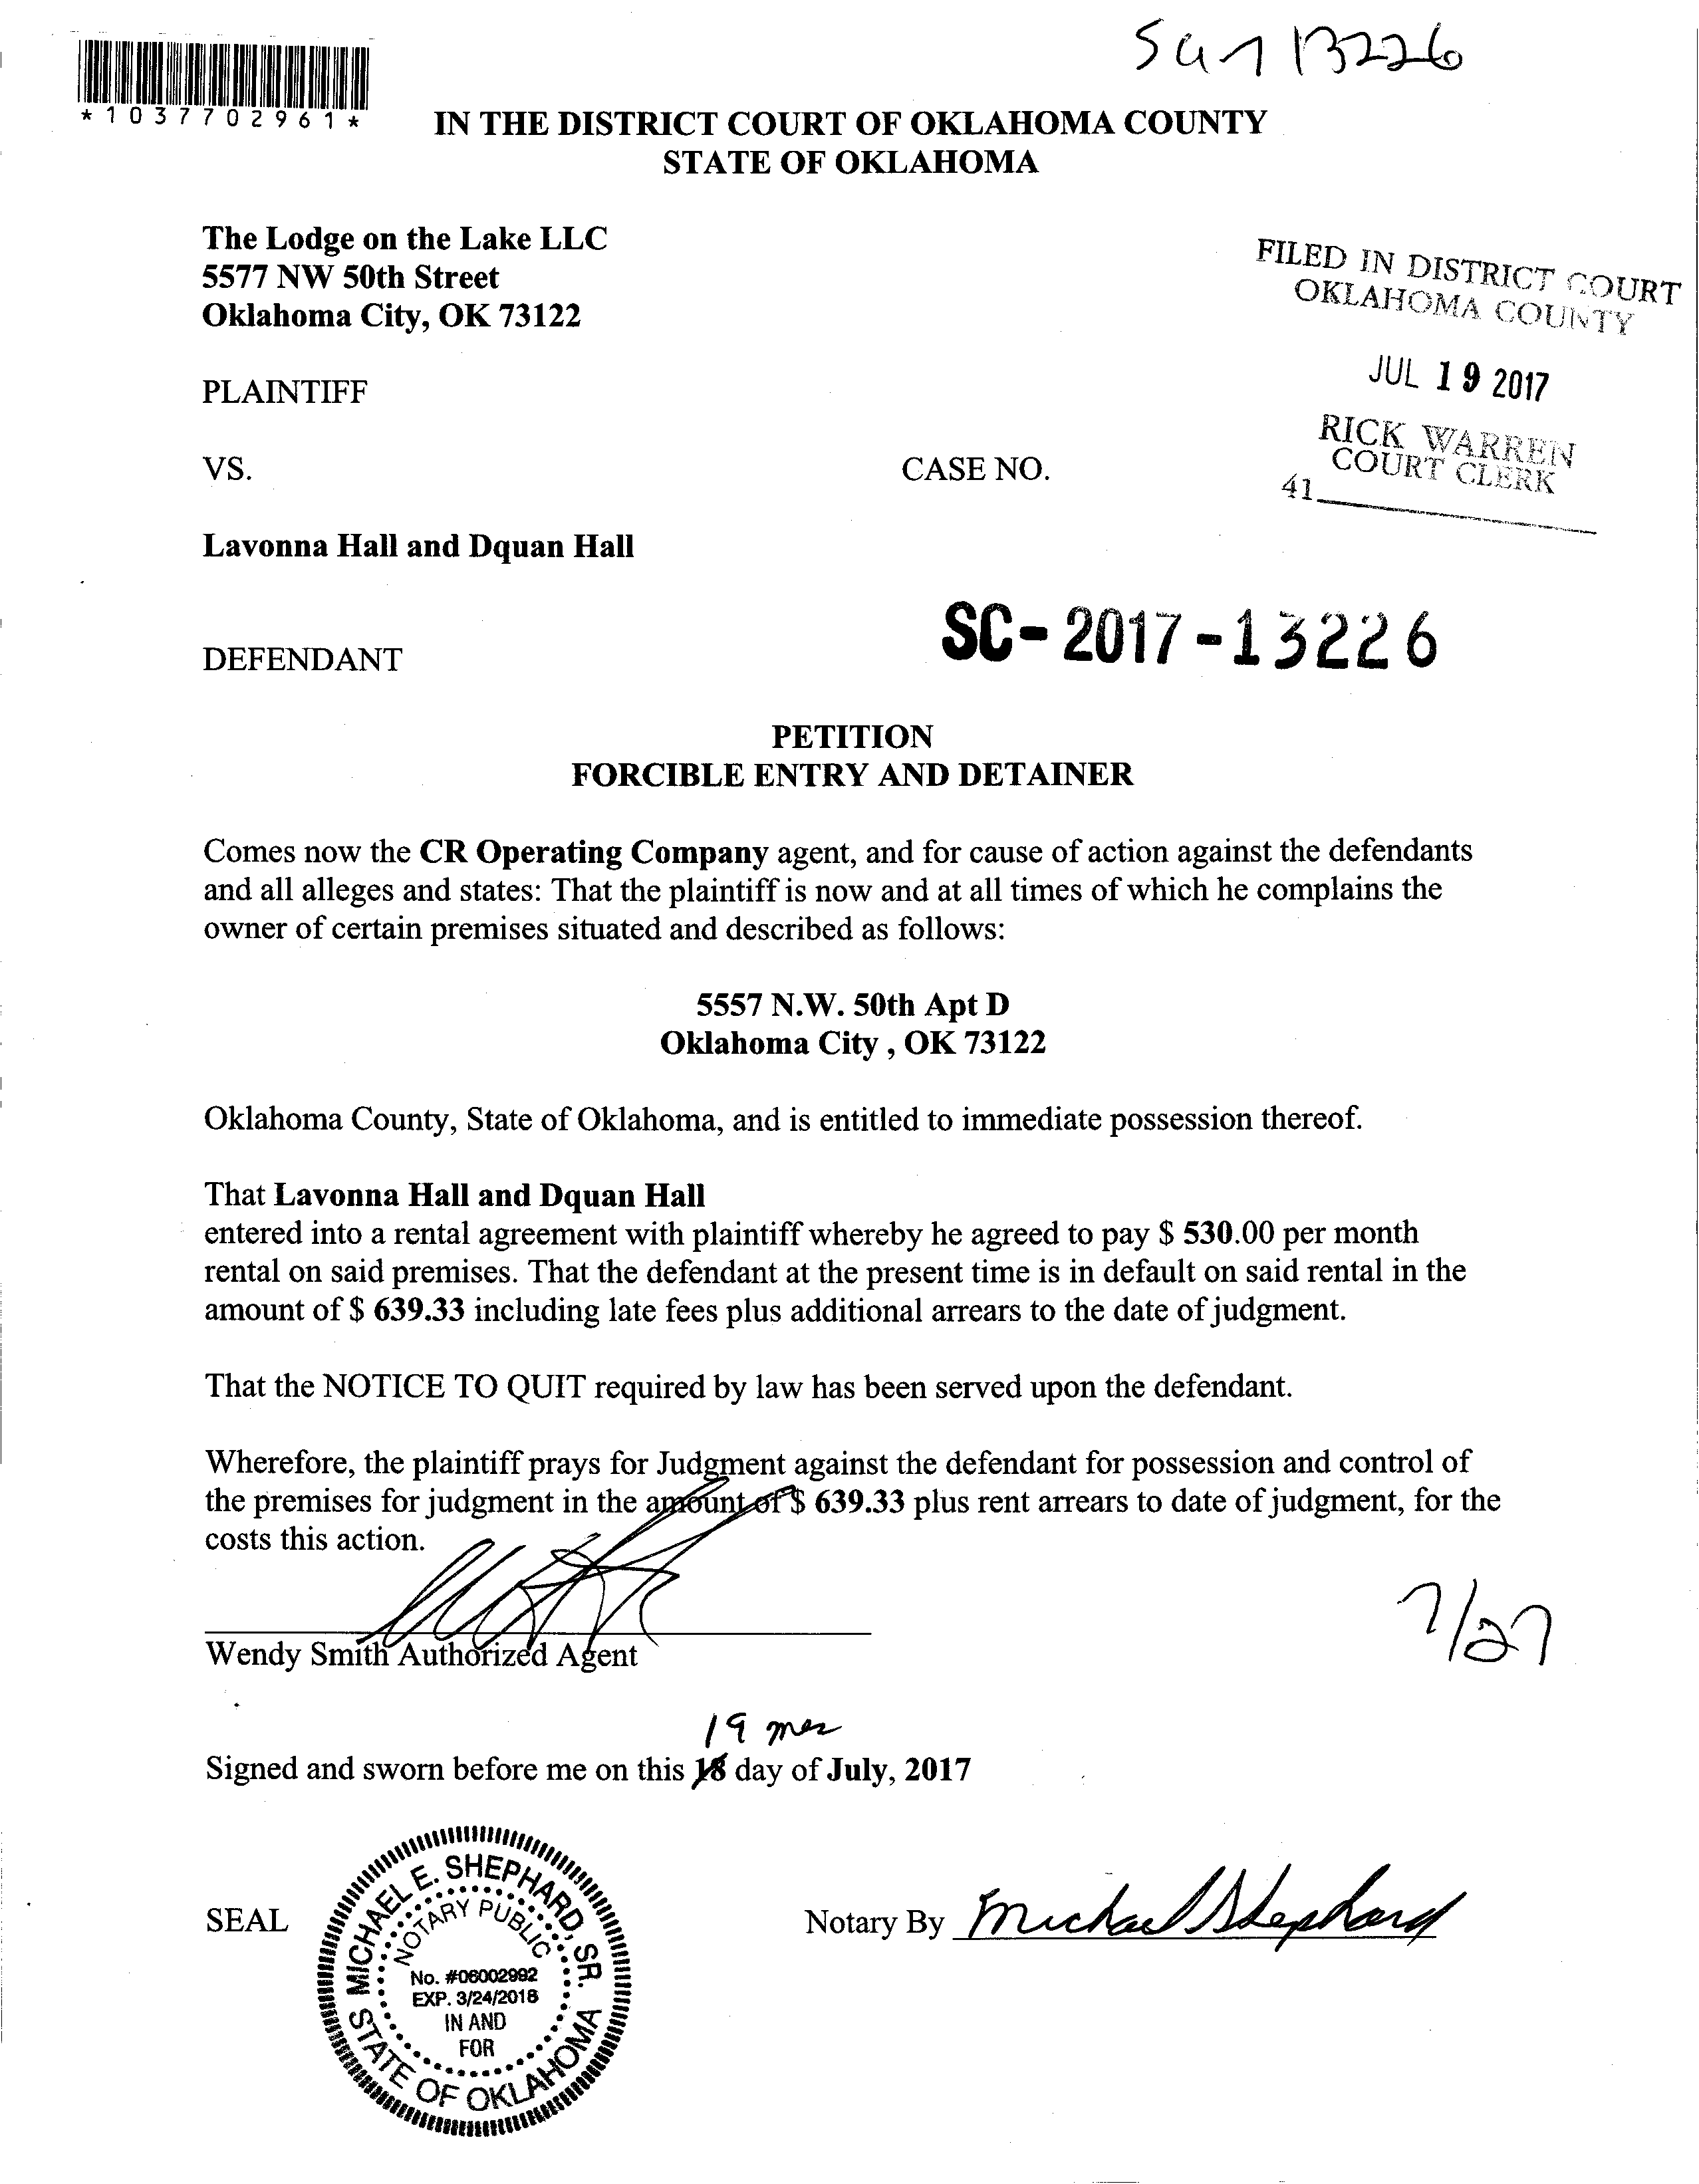 SC17 13226
*1037702961*
IN THE DISTRICT COURT OF OKLAHOMA COUNTY
STATE OF OKLAHOMA
The Lodge on the Lake LLC
5577 NW 50th Street
Oklahoma City, OK 73122
FILED IN DISTRICT COURT
OKLAHOMA COUNTY
JUL 19 2017
RICK WARREN
COURT CLERK
41
PLAINTIFF
VS.
CASE NO.
Lavonna Hall and Dquan Hall
SC-2017-13226
DEFENDANT
PETITION
FORCIBLE ENTRY AND DETAINER
Comes now the CR Operating Company agent, and for cause of action against the defendants
and all alleges and states: That the plaintiff is now and at all times of which he complains the
owner of certain premises situated and described as follows:
5557 N.W. 50th Apt D
Oklahoma City , OK 73122
Oklahoma County, State of Oklahoma, and is entitled to immediate possession thereof.
That Lavonna Hall and Dquan Hall
entered into a rental agreement with plaintiff whereby he agreed to pay $ 530.00 per month
rental on said premises. That the defendant at the present time is in default on said rental in the
amount of $ 639.33 including late fees plus additional arrears to the date of judgment.
That the NOTICE TO QUIT required by law has been served upon the defendant.
Wherefore, the plaintiff prays for Judgment against the defendant for possession and control of
the premises for judgment in the amount of $ 639.33 plus rent arrears to date of judgment, for the
costs this action.
7/27
Wendy Smith Authorized Agent
19 mes
Signed and sworn before me on this 18 day of July, 2017
SEAL
MICHAEL E. SHEPHARD, SR.
NOTARY PUBLIC
No. #06002992
EXP. 3/24/2018
IN AND
FOR
STATE OF OKLAHOMA
Notary By Michael Shephard